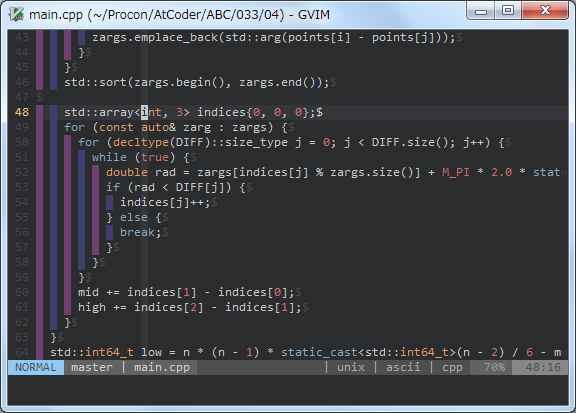 main.cpp (~/Procon/AtCoder/ABC/033/04) - GVIM
43 zargs.emplace_back(std::arg(points[i] - points[j]));$
44 }$
45 }$
46 std::sort(zargs.begin(), zargs.end());$
47 $
48 std::array<int, 3> indices{0, 0, 0};$
49 for (const auto& zarg : zargs) {$
50 for (decltype(DIFF)::size_type j = 0; j < DIFF.size(); j++) {$
51 while (true) {$
52 double rad = zargs[indices[j] % zargs.size()] + M_PI * 2.0 * stat
53 if (rad < DIFF[j]) {$
54 indices[j]++;$
55 } else {$
56 break;$
57 }$
58 }$
59 }$
60 mid += indices[1] - indices[0];$
61 high += indices[2] - indices[1];$
62 }$
63 }$
64 std::int64_t low = n * (n - 1) * static_cast<std::int64_t>(n - 2) / 6 - m
NORMAL master | main.cpp | unix | ascii | cpp 70% 48:16